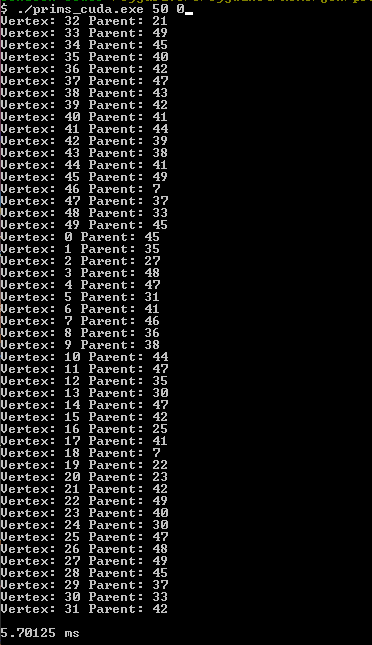 $ ./prims_cuda.exe 50 0_
Vertex: 32 Parent: 21
Vertex: 33 Parent: 49
Vertex: 34 Parent: 45
Vertex: 35 Parent: 40
Vertex: 36 Parent: 42
Vertex: 37 Parent: 47
Vertex: 38 Parent: 43
Vertex: 39 Parent: 42
Vertex: 40 Parent: 41
Vertex: 41 Parent: 44
Vertex: 42 Parent: 39
Vertex: 43 Parent: 38
Vertex: 44 Parent: 41
Vertex: 45 Parent: 49
Vertex: 46 Parent: 7
Vertex: 47 Parent: 37
Vertex: 48 Parent: 33
Vertex: 49 Parent: 45
Vertex: 0 Parent: 45
Vertex: 1 Parent: 35
Vertex: 2 Parent: 27
Vertex: 3 Parent: 48
Vertex: 4 Parent: 47
Vertex: 5 Parent: 31
Vertex: 6 Parent: 41
Vertex: 7 Parent: 46
Vertex: 8 Parent: 36
Vertex: 9 Parent: 38
Vertex: 10 Parent: 44
Vertex: 11 Parent: 47
Vertex: 12 Parent: 35
Vertex: 13 Parent: 30
Vertex: 14 Parent: 47
Vertex: 15 Parent: 42
Vertex: 16 Parent: 25
Vertex: 17 Parent: 41
Vertex: 18 Parent: 7
Vertex: 19 Parent: 22
Vertex: 20 Parent: 23
Vertex: 21 Parent: 42
Vertex: 22 Parent: 49
Vertex: 23 Parent: 40
Vertex: 24 Parent: 30
Vertex: 25 Parent: 47
Vertex: 26 Parent: 48
Vertex: 27 Parent: 49
Vertex: 28 Parent: 45
Vertex: 29 Parent: 37
Vertex: 30 Parent: 33
Vertex: 31 Parent: 42
5.70125 ms